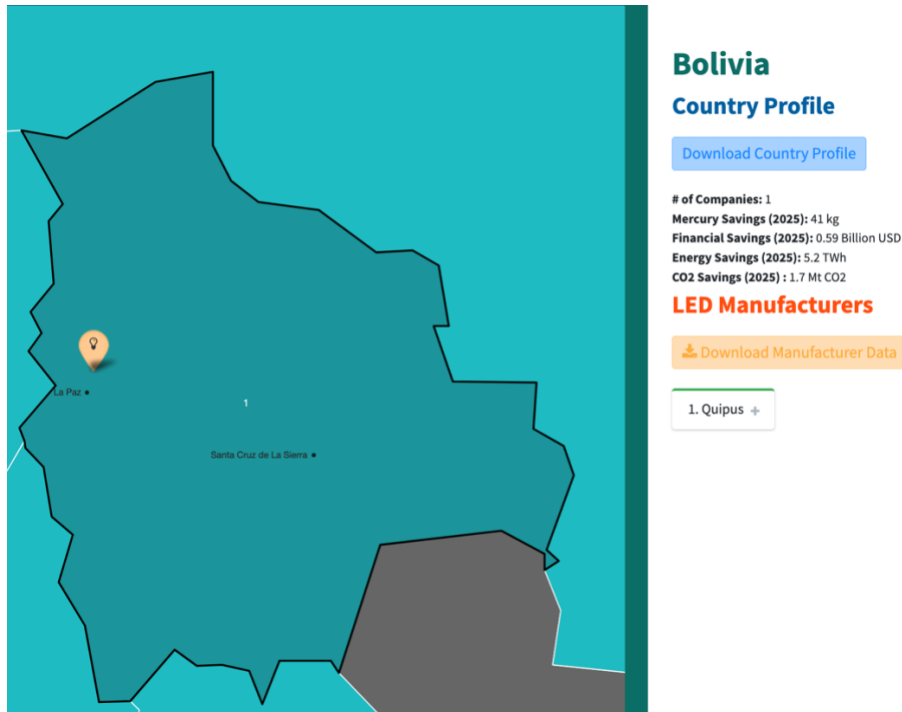 Bolivia
Country Profile
Download Country Profile
# of Companies: 1
Mercury Savings (2025): 41 kg
Financial Savings (2025): 0.59 Billion USD
Energy Savings (2025): 5.2 TWh
CO2 Savings (2025) : 1.7 Mt CO2
LED Manufacturers
Download Manufacturer Data
1. Quipus +
La Paz
1
Santa Cruz de La Sierra